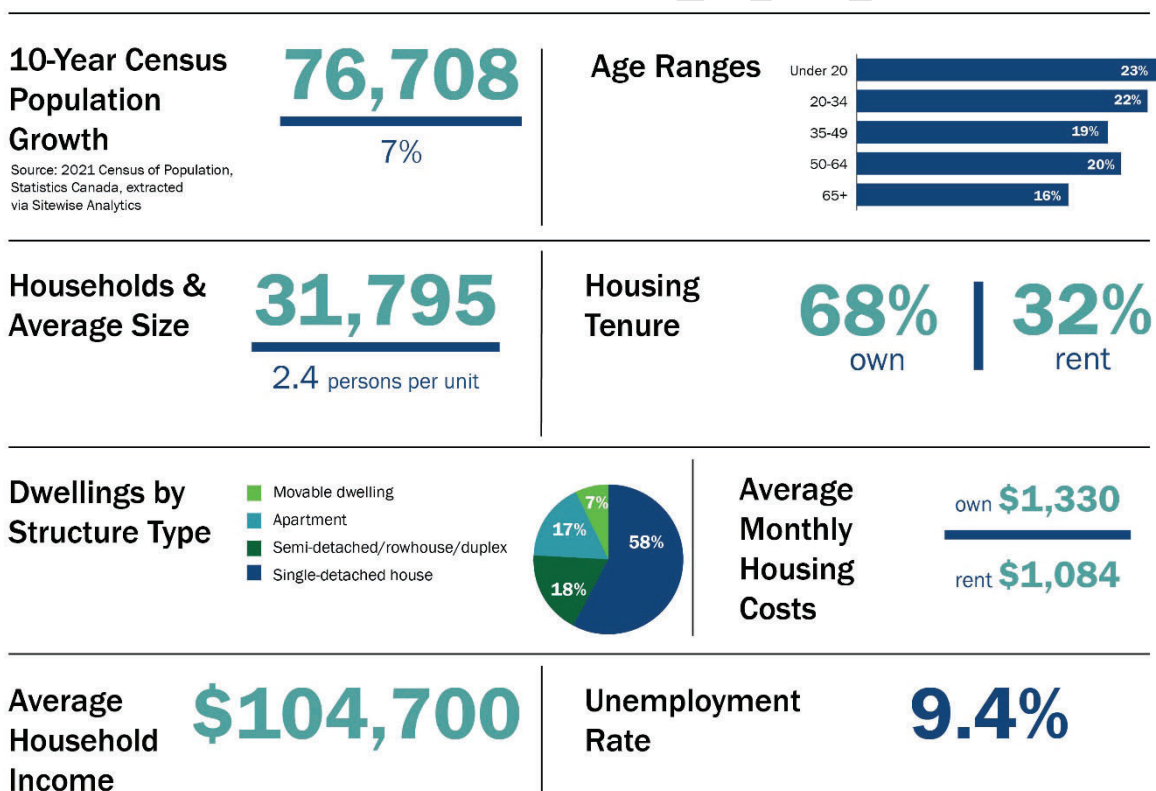 10-Year Census
Population
Growth
Source: 2021 Census of Population,
Statistics Canada, extracted
via Sitewise Analytics
76,708
7%
Age Ranges
Under 20
23%
20-34
22%
35-49
19%
50-64
20%
65+
16%
Households &
Average Size
31,795
2.4 persons per unit
Housing
Tenure
68%
own
32%
rent
Dwellings by
Structure Type
Movable dwelling
Apartment
Semi-detached/rowhouse/duplex
Single-detached house
7%
17%
58%
18%
Average
Monthly
Housing
Costs
own $1,330
rent $1,084
Average
Household
Income
$104,700
Unemployment
Rate
9.4%